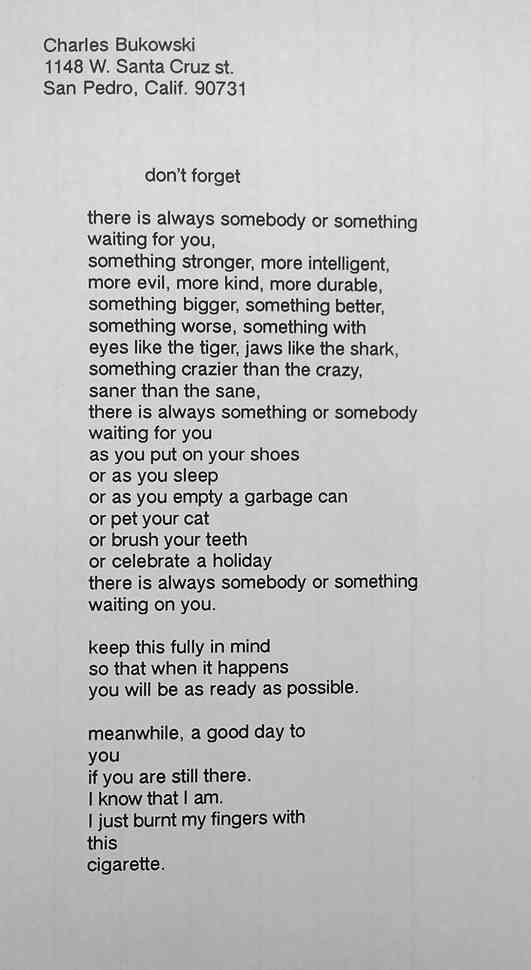 Charles Bukowski
1148 W. Santa Cruz st.
San Pedro, Calif. 90731
don't forget
there is always somebody or something
waiting for you,
something stronger, more intelligent,
more evil, more kind, more durable,
something bigger, something better,
something worse, something with
eyes like the tiger, jaws like the shark,
something crazier than the crazy,
saner than the sane,
there is always something or somebody
waiting for you
as you put on your shoes
or as you sleep
or as you empty a garbage can
or pet your cat
or brush your teeth
or celebrate a holiday
there is always somebody or something
waiting on you.
keep this fully in mind
so that when it happens
you will be as ready as possible.
meanwhile, a good day to
you
if you are still there.
I know that I am.
I just burnt my fingers with
this
cigarette.